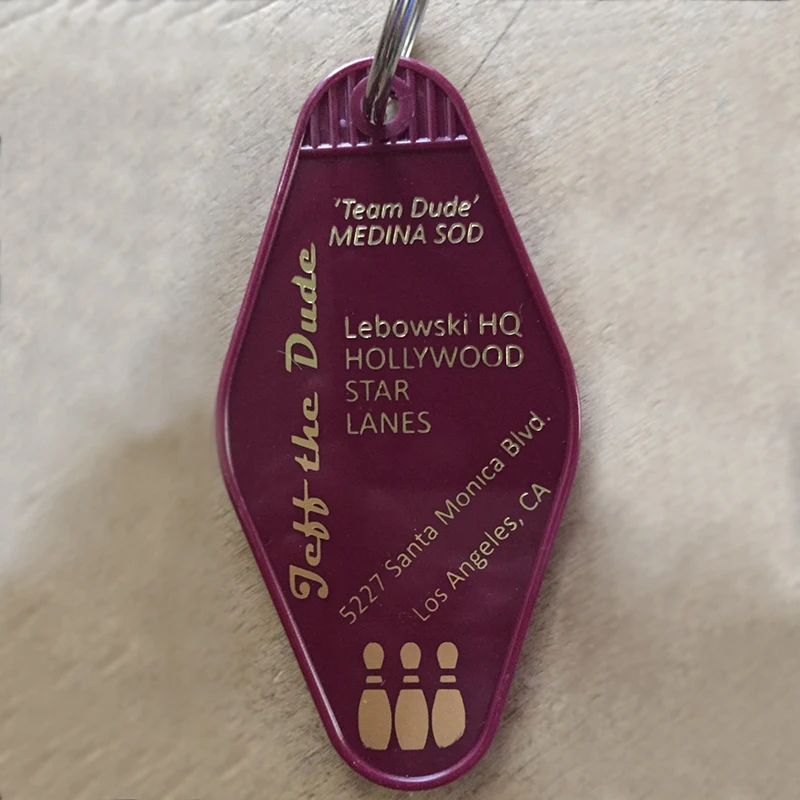 'Team Dude'
MEDINA SOD
Jeff the Dude
Lebowski HQ
HOLLYWOOD
STAR
LANES
5227 Santa Monica Blvd.
Los Angeles, CA